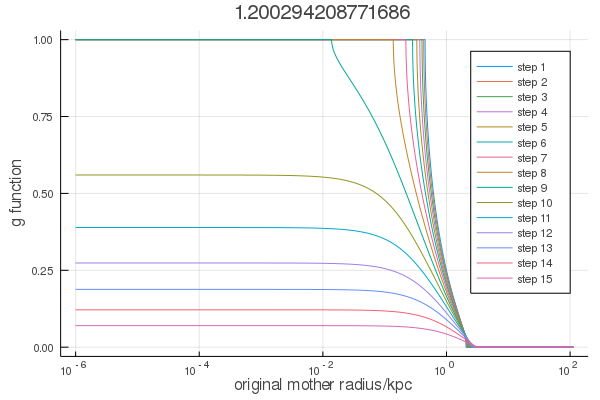 1.200294208771686
g function
1.00
0.75
0.50
0.25
0.00
step 1
step 2
step 3
step 4
step 5
step 6
step 7
step 8
step 9
step 10
step 11
step 12
step 13
step 14
step 15
10^-6 10^-4 10^-2 10^0 10^2
original mother radius/kpc